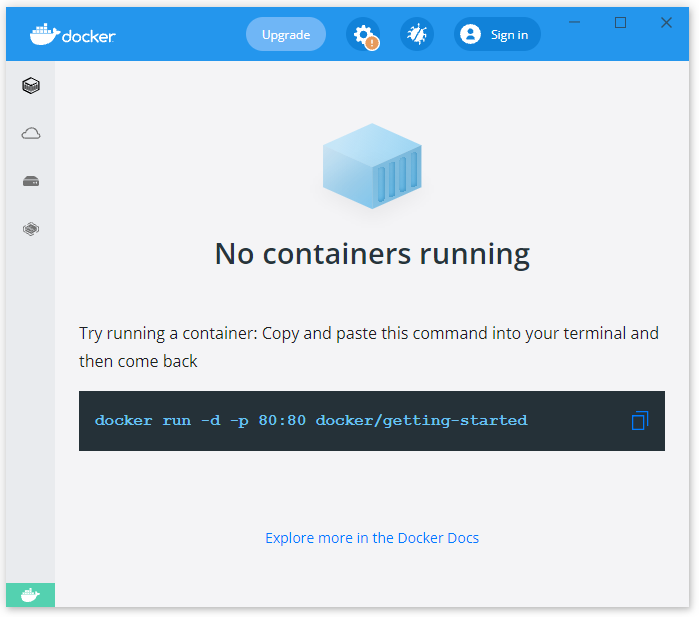 docker
Upgrade
!
Sign in
No containers running
Try running a container: Copy and paste this command into your terminal and
then come back
docker run -d -p 80:80 docker/getting-started
Explore more in the Docker Docs